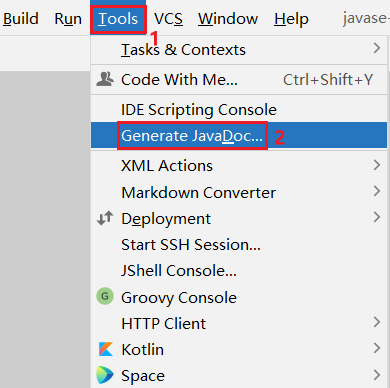 Build Run Tools VCS Window Help javase-
1
Tasks & Contexts
Code With Me... Ctrl+Shift+Y
IDE Scripting Console
Generate JavaDoc... 2
XML Actions
Markdown Converter
Deployment
Start SSH Session...
JShell Console...
G Groovy Console
HTTP Client
Kotlin
Space